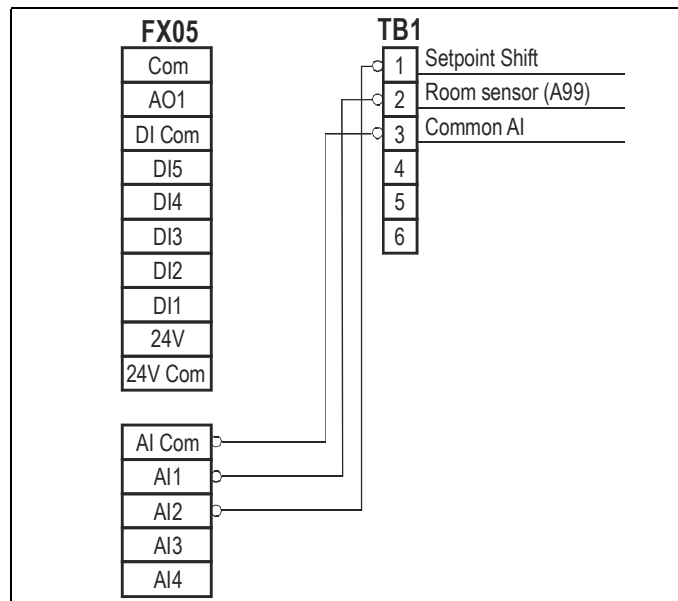 FX05
TB1
Com
AO1
DI Com
DI5
DI4
DI3
DI2
DI1
24V
24V Com
AI Com
AI1
AI2
AI3
AI4
1 Setpoint Shift
2 Room sensor (A99)
3 Common AI
4
5
6